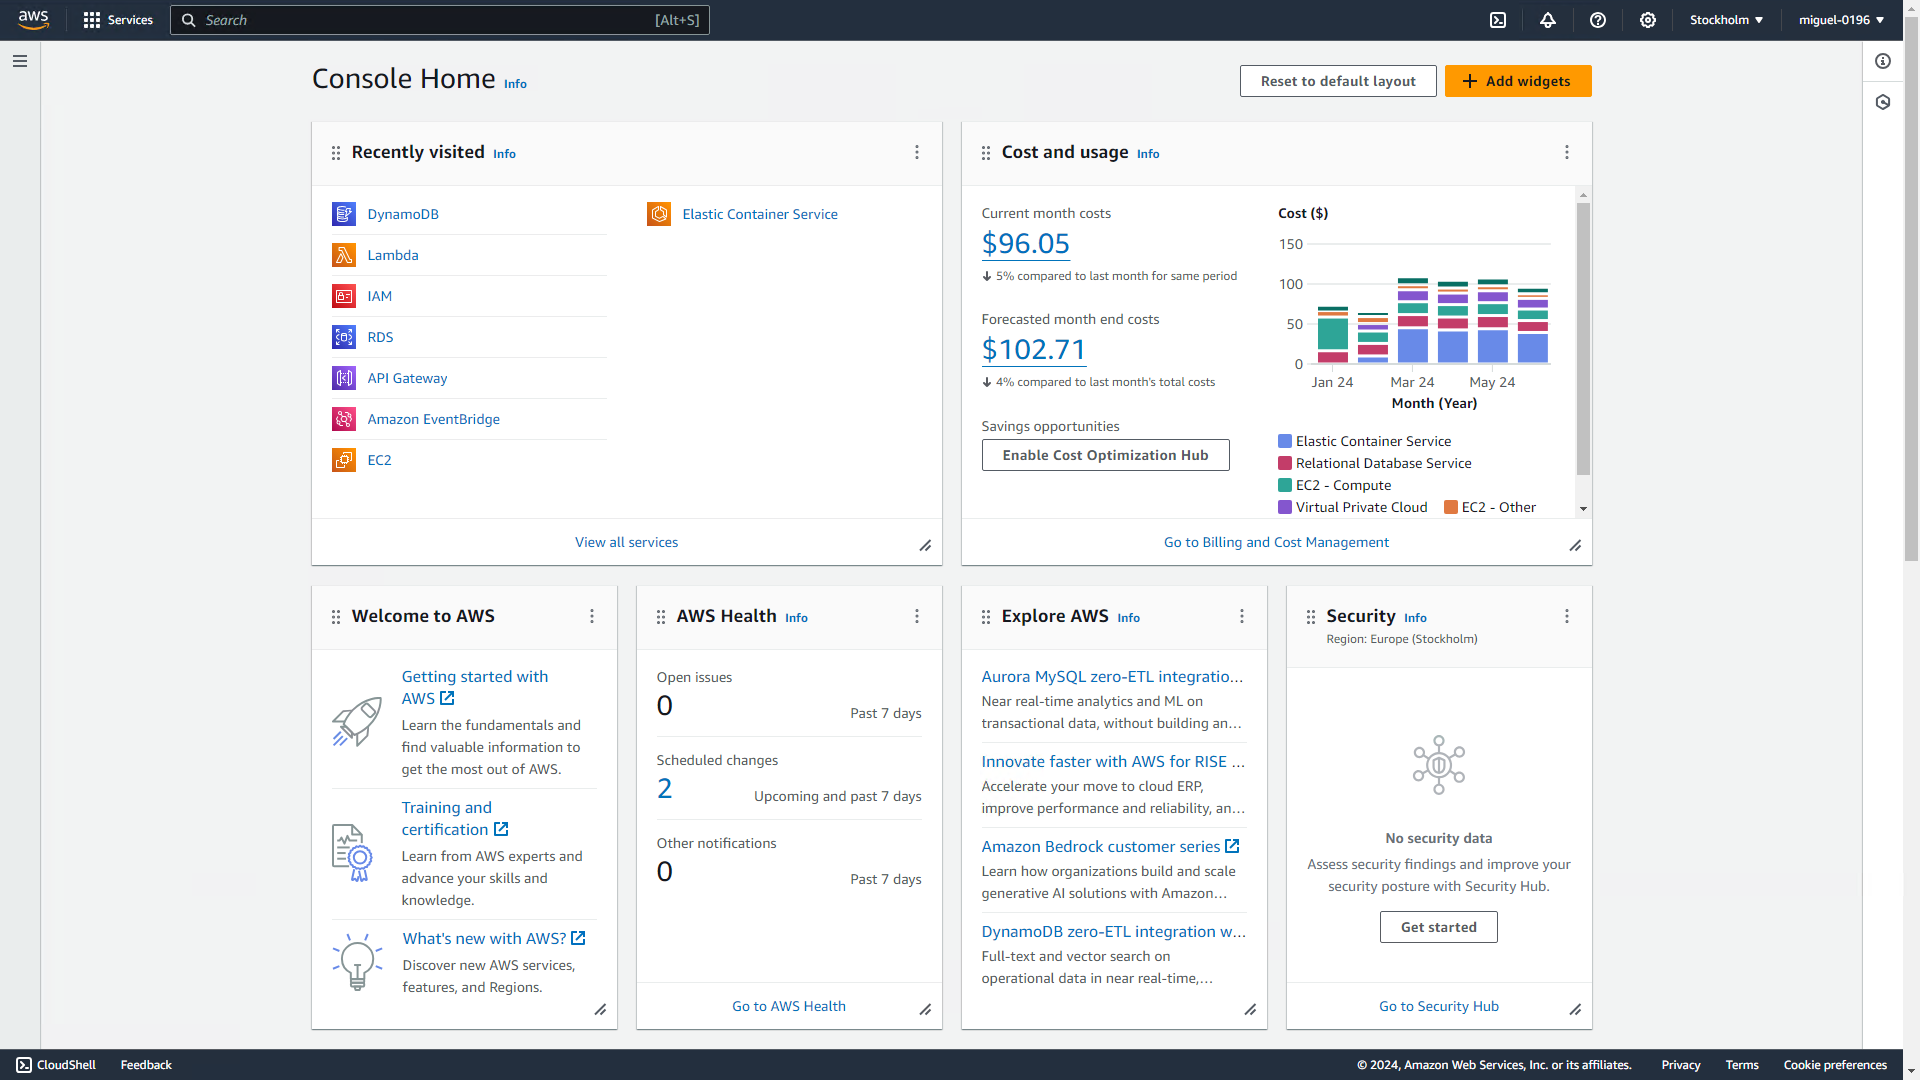 aws
Services
Search
[Alt+S]
Stockholm ▼
miguel-0196 ▼
Console Home Info
Reset to default layout
Add widgets
Recently visited Info
DynamoDB
Lambda
IAM
RDS
API Gateway
Amazon EventBridge
EC2
Elastic Container Service
View all services
Cost and usage Info
Current month costs
$96.05
5% compared to last month for same period
Forecasted month end costs
$102.71
4% compared to last month's total costs
Savings opportunities
Enable Cost Optimization Hub
Cost ($)
150
100
50
0
Jan 24 Mar 24 May 24
Month (Year)
Elastic Container Service
Relational Database Service
EC2 - Compute
Virtual Private Cloud EC2 - Other
Go to Billing and Cost Management
Welcome to AWS
Getting started with
AWS
Learn the fundamentals and
find valuable information to
get the most out of AWS.
Training and
certification
Learn from AWS experts and
advance your skills and
knowledge.
What's new with AWS?
Discover new AWS services,
features, and Regions.
AWS Health Info
Open issues
0
Past 7 days
Scheduled changes
2
Upcoming and past 7 days
Other notifications
0
Past 7 days
Go to AWS Health
Explore AWS Info
Aurora MySQL zero-ETL integratio...
Near real-time analytics and ML on
transactional data, without building an...
Innovate faster with AWS for RISE ...
Accelerate your move to cloud ERP,
improve performance and reliability, an...
Amazon Bedrock customer series
Learn how organizations build and scale
generative AI solutions with Amazon...
DynamoDB zero-ETL integration w...
Full-text and vector search on
operational data in near real-time,...
Security Info
Region: Europe (Stockholm)
No security data
Assess security findings and improve your
security posture with Security Hub.
Get started
Go to Security Hub
CloudShell
Feedback
© 2024, Amazon Web Services, Inc. or its affiliates.
Privacy
Terms
Cookie preferences